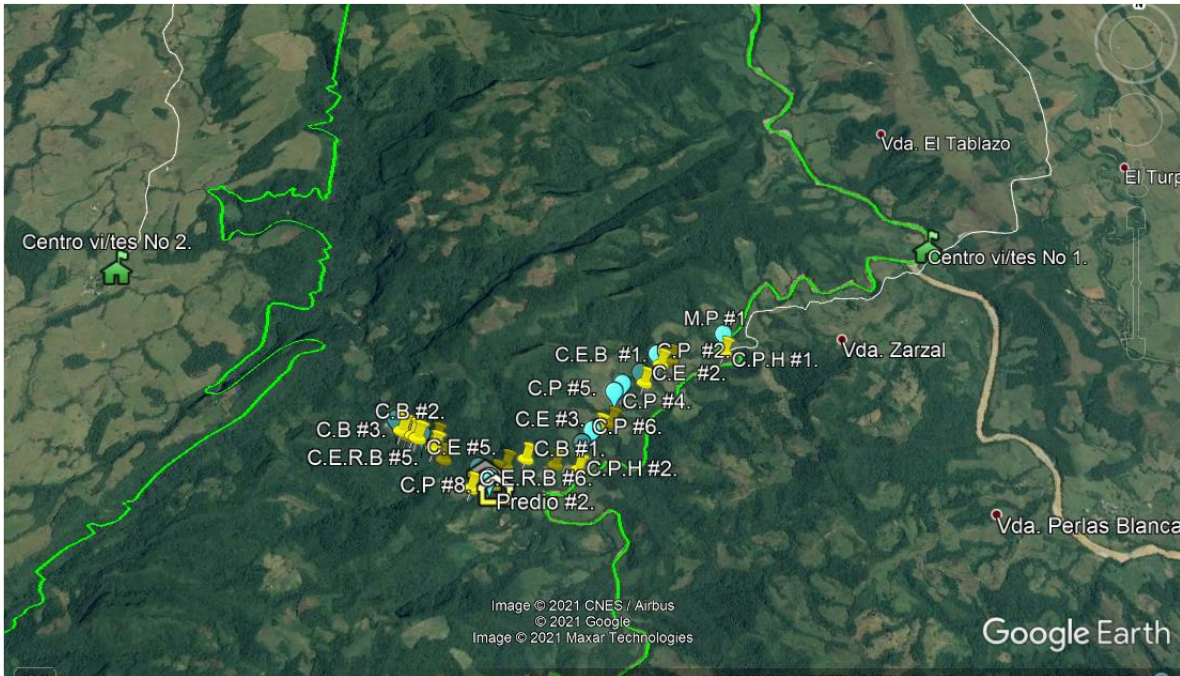 N
Vda. El Tablazo
El Turp
Centro vi/tes No 2.
Centro vi/tes No 1.
M.P #1
C.E.B #1.
C.P #2.
C.P.H #1.
Vda. Zarzal
C.E #2.
C.P #5.
C.P #4.
C.B #2.
C.E #3.
C.P #6.
C.B #3.
C.E #5.
C.B #1.
C.E.R.B #5.
C.P.H #2.
C.P #8
C.E.R.B #6.
Predio #2.
Vda. Perlas Blanca
Image © 2021 CNES / Airbus
© 2021 Google
Image © 2021 Maxar Technologies
Google Earth